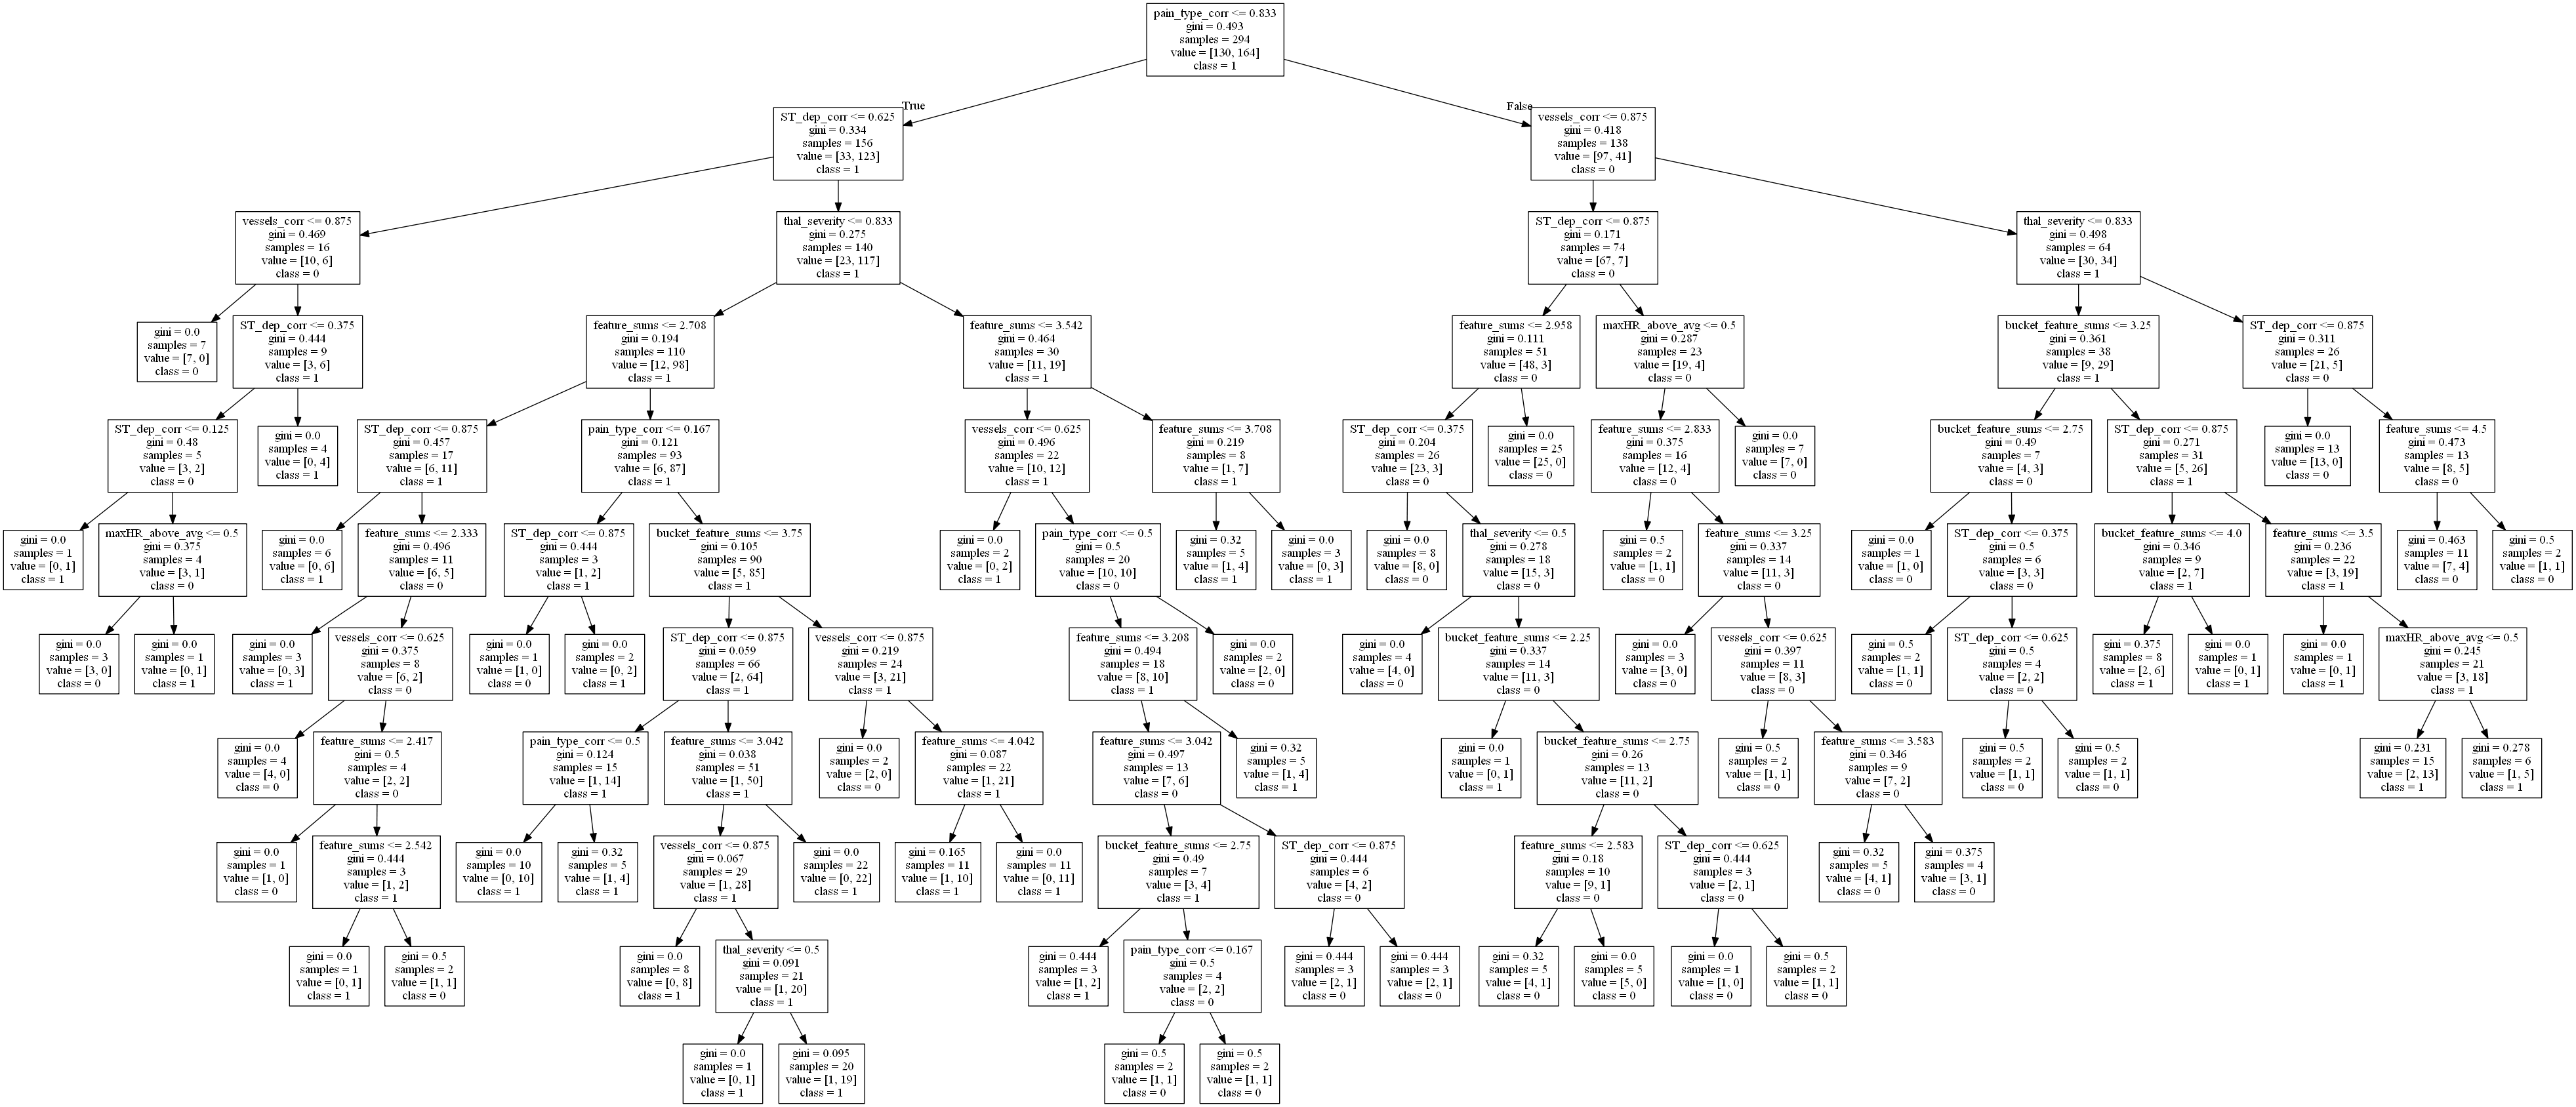 pain_type_corr <= 0.833
gini = 0.493
samples = 294
value = [130, 164]
class = 1
True
False
ST_dep_corr <= 0.625
gini = 0.334
samples = 156
value = [33, 123]
class = 1
vessels_corr <= 0.875
gini = 0.418
samples = 138
value = [97, 41]
class = 0
vessels_corr <= 0.875
gini = 0.469
samples = 16
value = [10, 6]
class = 0
thal_severity <= 0.833
gini = 0.275
samples = 140
value = [23, 117]
class = 1
ST_dep_corr <= 0.875
gini = 0.171
samples = 74
value = [67, 7]
class = 0
thal_severity <= 0.833
gini = 0.498
samples = 64
value = [30, 34]
class = 1
gini = 0.0
samples = 7
value = [7, 0]
class = 0
ST_dep_corr <= 0.375
gini = 0.444
samples = 9
value = [3, 6]
class = 1
feature_sums <= 2.708
gini = 0.194
samples = 110
value = [12, 98]
class = 1
feature_sums <= 3.542
gini = 0.464
samples = 30
value = [11, 19]
class = 1
feature_sums <= 2.958
gini = 0.111
samples = 51
value = [48, 3]
class = 0
maxHR_above_avg <= 0.5
gini = 0.287
samples = 23
value = [19, 4]
class = 0
bucket_feature_sums <= 3.25
gini = 0.361
samples = 38
value = [9, 29]
class = 1
ST_dep_corr <= 0.875
gini = 0.311
samples = 26
value = [21, 5]
class = 0
ST_dep_corr <= 0.125
gini = 0.48
samples = 5
value = [3, 2]
class = 0
gini = 0.0
samples = 4
value = [0, 4]
class = 1
ST_dep_corr <= 0.875
gini = 0.457
samples = 17
value = [6, 11]
class = 1
pain_type_corr <= 0.167
gini = 0.121
samples = 93
value = [6, 87]
class = 1
vessels_corr <= 0.625
gini = 0.496
samples = 22
value = [10, 12]
class = 1
feature_sums <= 3.708
gini = 0.219
samples = 8
value = [1, 7]
class = 1
ST_dep_corr <= 0.375
gini = 0.204
samples = 26
value = [23, 3]
class = 0
gini = 0.0
samples = 25
value = [25, 0]
class = 0
feature_sums <= 2.833
gini = 0.375
samples = 16
value = [12, 4]
class = 0
gini = 0.0
samples = 7
value = [7, 0]
class = 0
bucket_feature_sums <= 2.75
gini = 0.49
samples = 7
value = [4, 3]
class = 0
ST_dep_corr <= 0.875
gini = 0.271
samples = 31
value = [5, 26]
class = 1
gini = 0.0
samples = 13
value = [13, 0]
class = 0
feature_sums <= 4.5
gini = 0.473
samples = 13
value = [8, 5]
class = 0
gini = 0.0
samples = 1
value = [0, 1]
class = 1
maxHR_above_avg <= 0.5
gini = 0.375
samples = 4
value = [3, 1]
class = 0
gini = 0.0
samples = 6
value = [0, 6]
class = 1
feature_sums <= 2.333
gini = 0.496
samples = 11
value = [6, 5]
class = 0
ST_dep_corr <= 0.875
gini = 0.444
samples = 3
value = [1, 2]
class = 1
bucket_feature_sums <= 3.75
gini = 0.105
samples = 90
value = [5, 85]
class = 1
gini = 0.0
samples = 2
value = [0, 2]
class = 1
pain_type_corr <= 0.5
gini = 0.5
samples = 20
value = [10, 10]
class = 0
gini = 0.32
samples = 5
value = [1, 4]
class = 1
gini = 0.0
samples = 3
value = [0, 3]
class = 1
gini = 0.0
samples = 8
value = [8, 0]
class = 0
thal_severity <= 0.5
gini = 0.278
samples = 18
value = [15, 3]
class = 0
gini = 0.5
samples = 2
value = [1, 1]
class = 0
feature_sums <= 3.25
gini = 0.337
samples = 14
value = [11, 3]
class = 0
gini = 0.0
samples = 1
value = [1, 0]
class = 0
ST_dep_corr <= 0.375
gini = 0.5
samples = 6
value = [3, 3]
class = 0
bucket_feature_sums <= 4.0
gini = 0.346
samples = 9
value = [2, 7]
class = 1
feature_sums <= 3.5
gini = 0.236
samples = 22
value = [3, 19]
class = 1
gini = 0.463
samples = 11
value = [7, 4]
class = 0
gini = 0.5
samples = 2
value = [1, 1]
class = 0
gini = 0.0
samples = 3
value = [3, 0]
class = 0
gini = 0.0
samples = 1
value = [0, 1]
class = 1
gini = 0.0
samples = 3
value = [0, 3]
class = 1
vessels_corr <= 0.625
gini = 0.375
samples = 8
value = [6, 2]
class = 0
gini = 0.0
samples = 1
value = [1, 0]
class = 0
gini = 0.0
samples = 2
value = [0, 2]
class = 1
ST_dep_corr <= 0.875
gini = 0.059
samples = 66
value = [2, 64]
class = 1
vessels_corr <= 0.875
gini = 0.219
samples = 24
value = [3, 21]
class = 1
feature_sums <= 3.208
gini = 0.494
samples = 18
value = [8, 10]
class = 1
gini = 0.0
samples = 2
value = [2, 0]
class = 0
gini = 0.0
samples = 4
value = [4, 0]
class = 0
bucket_feature_sums <= 2.25
gini = 0.337
samples = 14
value = [11, 3]
class = 0
gini = 0.0
samples = 3
value = [3, 0]
class = 0
vessels_corr <= 0.625
gini = 0.397
samples = 11
value = [8, 3]
class = 0
gini = 0.5
samples = 2
value = [1, 1]
class = 0
ST_dep_corr <= 0.625
gini = 0.5
samples = 4
value = [2, 2]
class = 0
gini = 0.375
samples = 8
value = [2, 6]
class = 1
gini = 0.0
samples = 1
value = [0, 1]
class = 1
gini = 0.0
samples = 1
value = [0, 1]
class = 1
maxHR_above_avg <= 0.5
gini = 0.245
samples = 21
value = [3, 18]
class = 1
gini = 0.0
samples = 4
value = [4, 0]
class = 0
feature_sums <= 2.417
gini = 0.5
samples = 4
value = [2, 2]
class = 0
pain_type_corr <= 0.5
gini = 0.124
samples = 15
value = [1, 14]
class = 1
feature_sums <= 3.042
gini = 0.038
samples = 51
value = [1, 50]
class = 1
gini = 0.0
samples = 2
value = [2, 0]
class = 0
feature_sums <= 4.042
gini = 0.087
samples = 22
value = [1, 21]
class = 1
feature_sums <= 3.042
gini = 0.497
samples = 13
value = [7, 6]
class = 0
gini = 0.32
samples = 5
value = [1, 4]
class = 1
gini = 0.0
samples = 1
value = [0, 1]
class = 1
bucket_feature_sums <= 2.75
gini = 0.26
samples = 13
value = [11, 2]
class = 0
gini = 0.5
samples = 2
value = [1, 1]
class = 0
feature_sums <= 3.583
gini = 0.346
samples = 9
value = [7, 2]
class = 0
gini = 0.5
samples = 2
value = [1, 1]
class = 0
gini = 0.5
samples = 2
value = [1, 1]
class = 0
gini = 0.231
samples = 15
value = [2, 13]
class = 1
gini = 0.278
samples = 6
value = [1, 5]
class = 1
gini = 0.0
samples = 1
value = [1, 0]
class = 0
feature_sums <= 2.542
gini = 0.444
samples = 3
value = [1, 2]
class = 1
gini = 0.0
samples = 10
value = [0, 10]
class = 1
gini = 0.32
samples = 5
value = [1, 4]
class = 1
vessels_corr <= 0.875
gini = 0.067
samples = 29
value = [1, 28]
class = 1
gini = 0.0
samples = 22
value = [0, 22]
class = 1
gini = 0.165
samples = 11
value = [1, 10]
class = 1
gini = 0.0
samples = 11
value = [0, 11]
class = 1
bucket_feature_sums <= 2.75
gini = 0.49
samples = 7
value = [3, 4]
class = 1
ST_dep_corr <= 0.875
gini = 0.444
samples = 6
value = [4, 2]
class = 0
feature_sums <= 2.583
gini = 0.18
samples = 10
value = [9, 1]
class = 0
ST_dep_corr <= 0.625
gini = 0.444
samples = 3
value = [2, 1]
class = 0
gini = 0.32
samples = 5
value = [4, 1]
class = 0
gini = 0.375
samples = 4
value = [3, 1]
class = 0
gini = 0.0
samples = 1
value = [0, 1]
class = 1
gini = 0.5
samples = 2
value = [1, 1]
class = 0
gini = 0.0
samples = 8
value = [0, 8]
class = 1
thal_severity <= 0.5
gini = 0.091
samples = 21
value = [1, 20]
class = 1
gini = 0.444
samples = 3
value = [1, 2]
class = 1
pain_type_corr <= 0.167
gini = 0.5
samples = 4
value = [2, 2]
class = 0
gini = 0.444
samples = 3
value = [2, 1]
class = 0
gini = 0.444
samples = 3
value = [2, 1]
class = 0
gini = 0.32
samples = 5
value = [4, 1]
class = 0
gini = 0.0
samples = 5
value = [5, 0]
class = 0
gini = 0.0
samples = 1
value = [1, 0]
class = 0
gini = 0.5
samples = 2
value = [1, 1]
class = 0
gini = 0.0
samples = 1
value = [0, 1]
class = 1
gini = 0.095
samples = 20
value = [1, 19]
class = 1
gini = 0.5
samples = 2
value = [1, 1]
class = 0
gini = 0.5
samples = 2
value = [1, 1]
class = 0